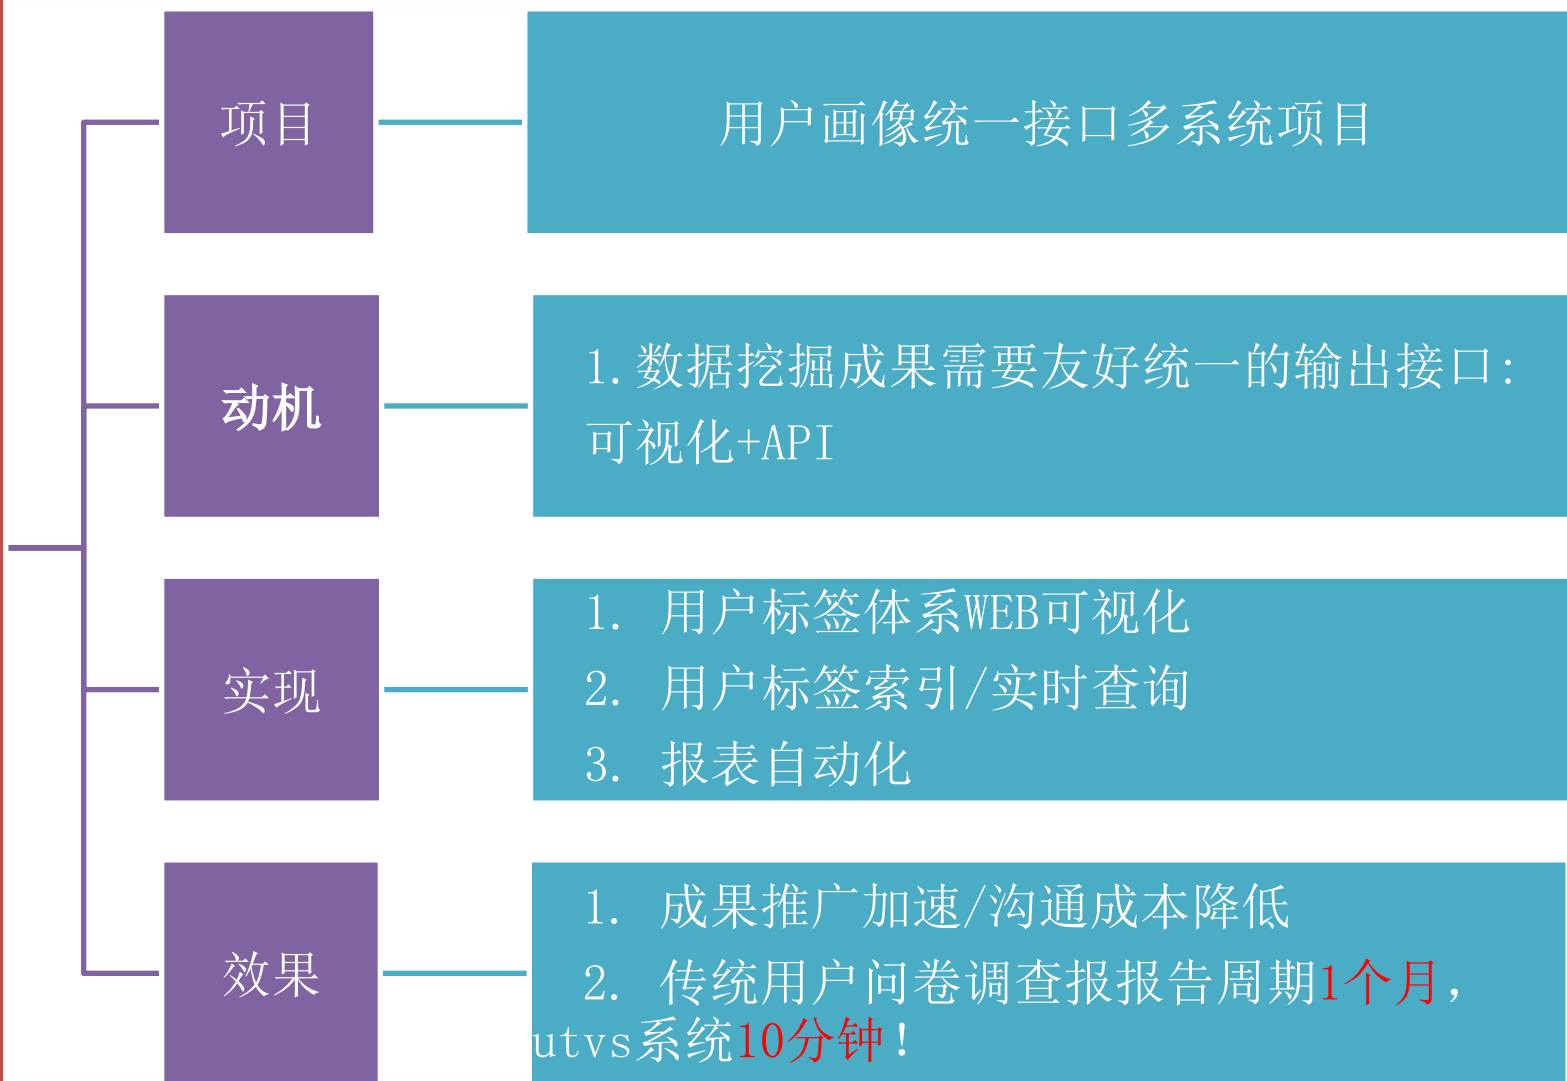 项目
用户画像统一接口多系统项目
动机
1.数据挖掘成果需要友好统一的输出接口:
可视化+API
实现
1. 用户标签体系WEB可视化
2. 用户标签索引/实时查询
3. 报表自动化
效果
1. 成果推广加速/沟通成本降低
2. 传统用户问卷调查报报告周期1个月，
utvs系统10分钟！